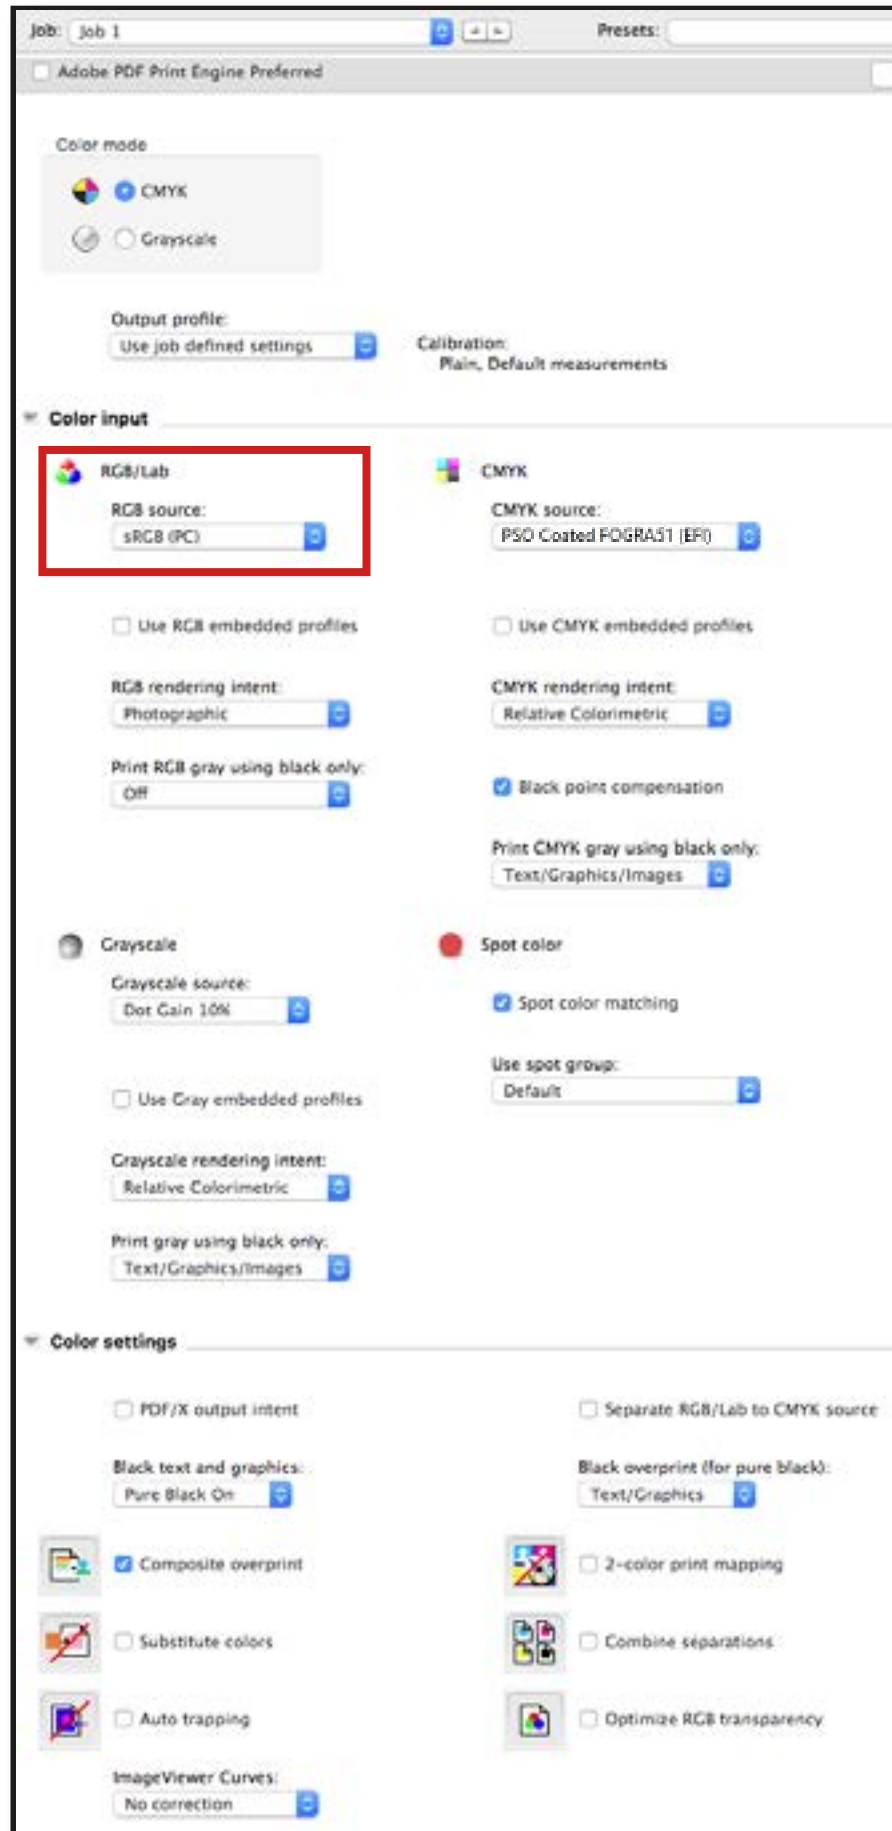 Job: Job 1 Presets:
Adobe PDF Print Engine Preferred
Color mode
CMYK
Grayscale
Output profile:
Use job defined settings
Calibration:
Plain, Default measurements
Color input
RGB/Lab
RGB source:
sRGB (PC)
Use RGB embedded profiles
RGB rendering intent:
Photographic
Print RGB gray using black only:
Off
CMYK
CMYK source:
PSO Coated FOGRA51 (EFI)
Use CMYK embedded profiles
CMYK rendering intent:
Relative Colorimetric
Black point compensation
Print CMYK gray using black only:
Text/Graphics/Images
Grayscale
Grayscale source:
Dot Gain 10%
Use Gray embedded profiles
Grayscale rendering intent:
Relative Colorimetric
Print gray using black only:
Text/Graphics/Images
Spot color
Spot color matching
Use spot group:
Default
Color settings
PDF/X output intent
Separate RGB/Lab to CMYK source
Black text and graphics:
Pure Black On
Black overprint (for pure black):
Text/Graphics
Composite overprint
2-color print mapping
Substitute colors
Combine separations
Auto trapping
Optimize RGB transparency
ImageViewer Curves:
No correction